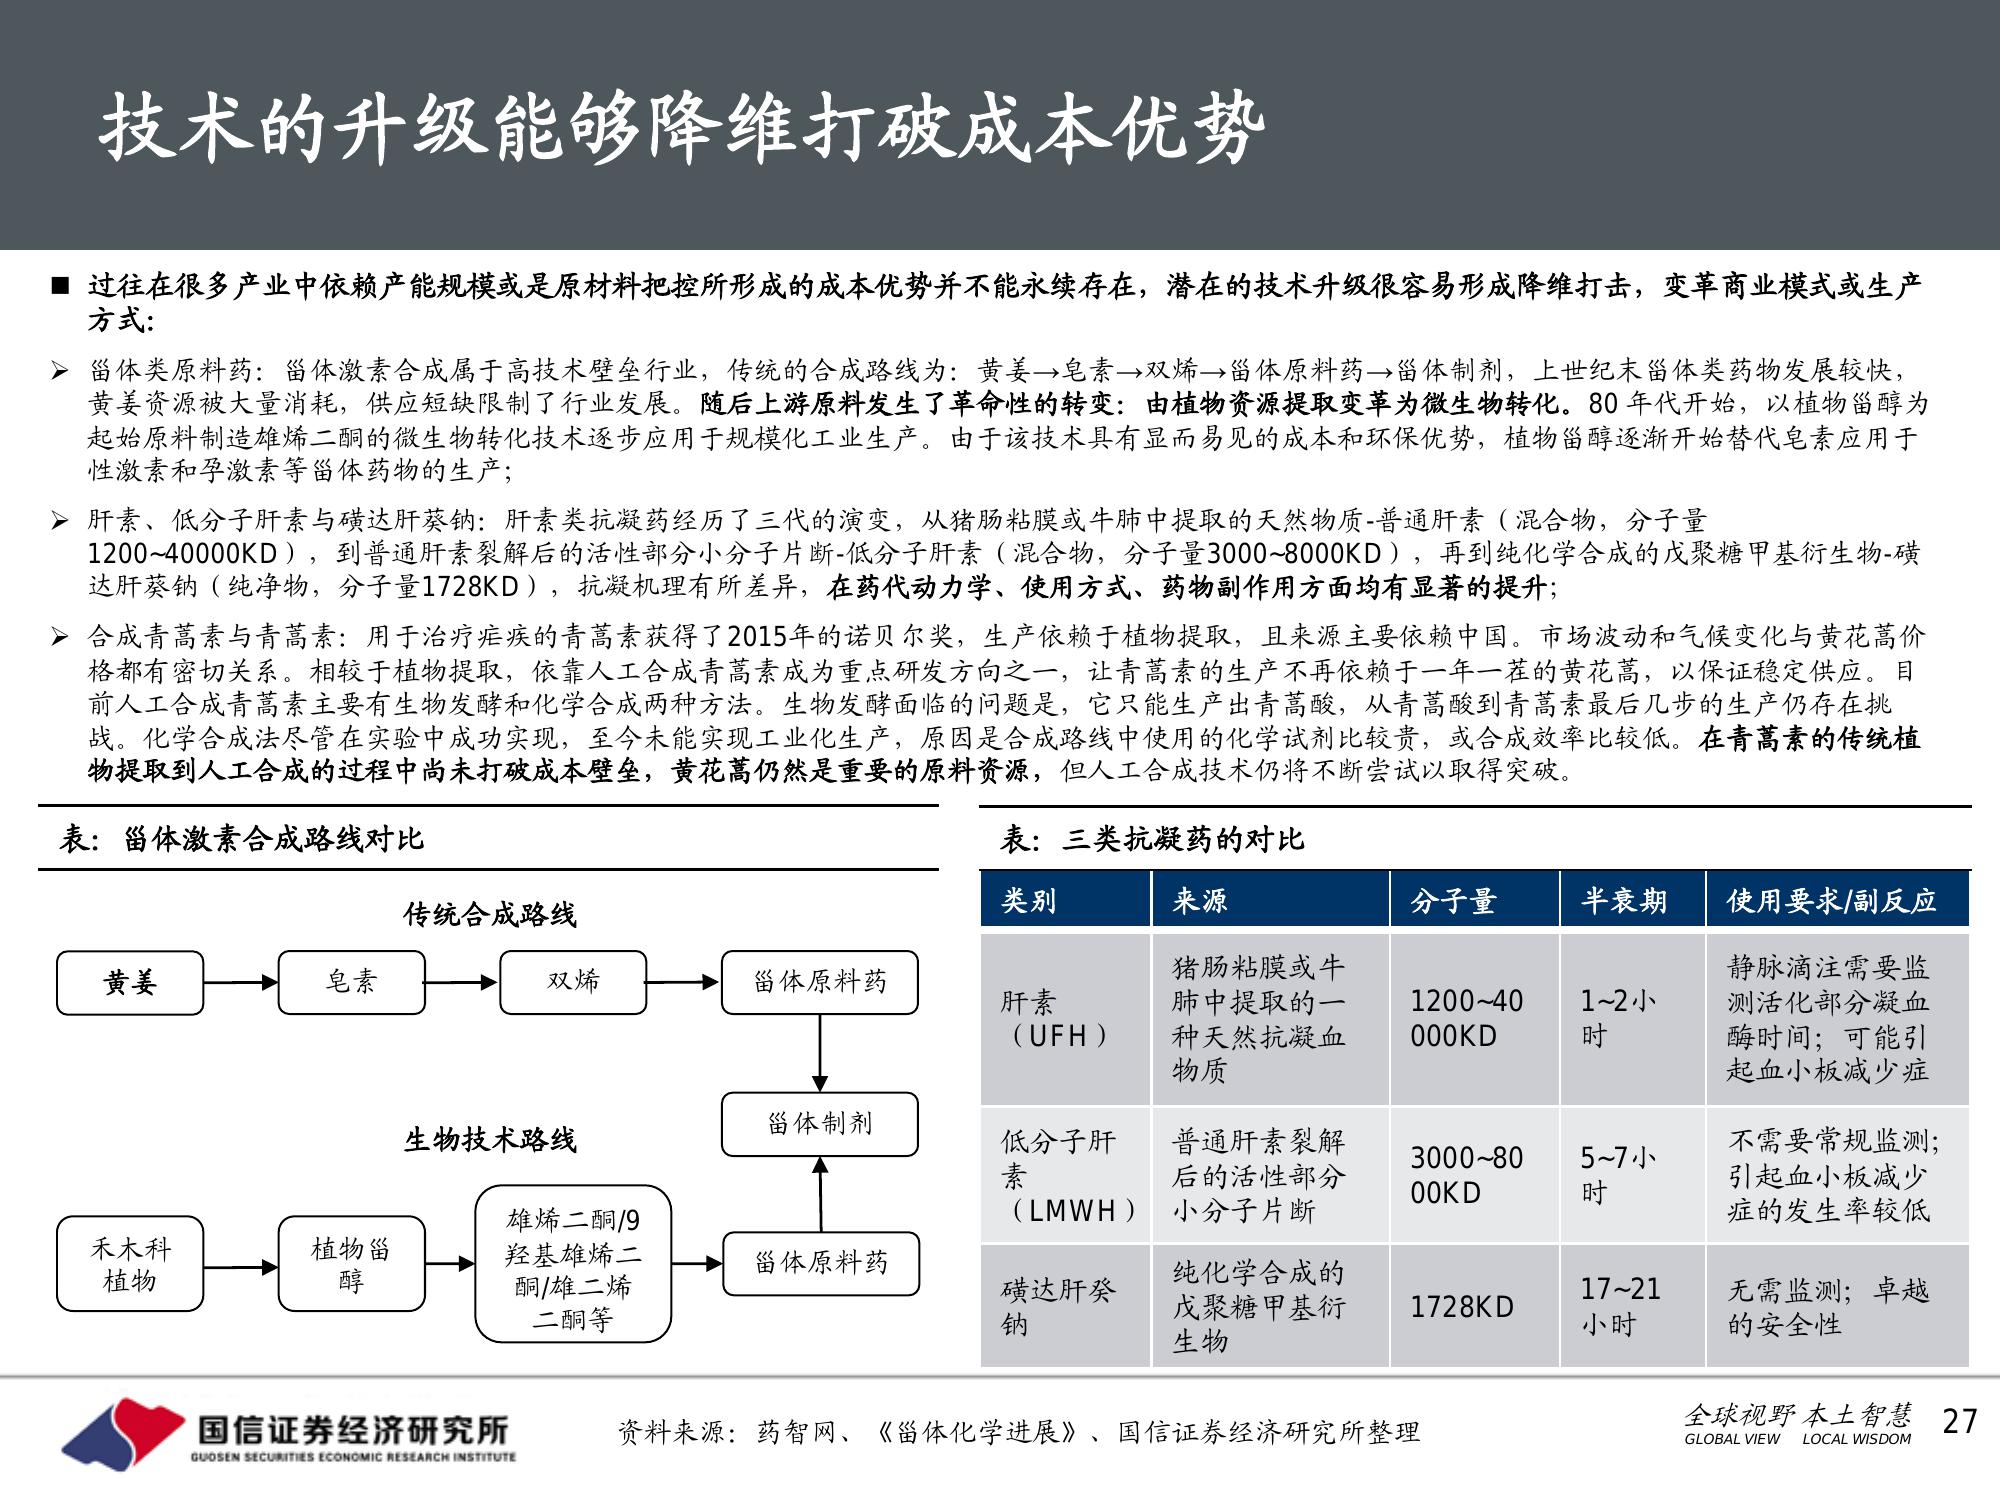 技术的升级能够降维打破成本优势
■ 过往在很多产业中依赖产能规模或是原材料把控所形成的成本优势并不能永续存在，潜在的技术升级很容易形成降维打击，变革商业模式或生产
方式：
➢ 甾体类原料药：甾体激素合成属于高技术壁垒行业，传统的合成路线为：黄姜→皂素→双烯→甾体原料药→甾体制剂，上世纪末甾体类药物发展较快，
黄姜资源被大量消耗，供应短缺限制了行业发展。随后上游原料发生了革命性的转变：由植物资源提取变革为微生物转化。80 年代开始，以植物甾醇为
起始原料制造雄烯二酮的微生物转化技术逐步应用于规模化工业生产。由于该技术具有显而易见的成本和环保优势，植物甾醇逐渐开始替代皂素应用于
性激素和孕激素等甾体药物的生产；
➢ 肝素、低分子肝素与磺达肝葵钠：肝素类抗凝药经历了三代的演变，从猪肠粘膜或牛肺中提取的天然物质-普通肝素（混合物，分子量
1200~40000KD），到普通肝素裂解后的活性部分小分子片断-低分子肝素（混合物，分子量3000~8000KD），再到纯化学合成的戊聚糖甲基衍生物-磺
达肝葵钠（纯净物，分子量1728KD），抗凝机理有所差异，在药代动力学、使用方式、药物副作用方面均有显著的提升；
➢ 合成青蒿素与青蒿素：用于治疗疟疾的青蒿素获得了2015年的诺贝尔奖，生产依赖于植物提取，且来源主要依赖中国。市场波动和气候变化与黄花蒿价
格都有密切关系。相较于植物提取，依靠人工合成青蒿素成为重点研发方向之一，让青蒿素的生产不再依赖于一年一茬的黄花蒿，以保证稳定供应。目
前人工合成青蒿素主要有生物发酵和化学合成两种方法。生物发酵面临的问题是，它只能生产出青蒿酸，从青蒿酸到青蒿素最后几步的生产仍存在挑
战。化学合成法尽管在实验中成功实现，至今未能实现工业化生产，原因是合成路线中使用的化学试剂比较贵，或合成效率比较低。在青蒿素的传统植
物提取到人工合成的过程中尚未打破成本壁垒，黄花蒿仍然是重要的原料资源，但人工合成技术仍将不断尝试以取得突破。
表：甾体激素合成路线对比
传统合成路线
黄姜
皂素
双烯
甾体原料药
甾体制剂
生物技术路线
禾木科
植物
植物甾
醇
雄烯二酮/9
羟基雄烯二
酮/雄二烯
二酮等
甾体原料药
表：三类抗凝药的对比
类别 来源 分子量 半衰期 使用要求/副反应
肝素
（UFH）
猪肠粘膜或牛
肺中提取的一
种天然抗凝血
物质
1200~40
000KD
1~2小
时
静脉滴注需要监
测活化部分凝血
酶时间；可能引
起血小板减少症
低分子肝
素
（LMWH）
普通肝素裂解
后的活性部分
小分子片断
3000~80
00KD
5~7小
时
不需要常规监测；
引起血小板减少
症的发生率较低
磺达肝癸
钠
纯化学合成的
戊聚糖甲基衍
生物
1728KD
17~21
小时
无需监测；卓越
的安全性
国信证券经济研究所
GUOSEN SECURITIES ECONOMIC RESEARCH INSTITUTE
资料来源：药智网、《甾体化学进展》、国信证券经济研究所整理
全球视野 本土智慧
GLOBAL VIEW LOCAL WISDOM
27